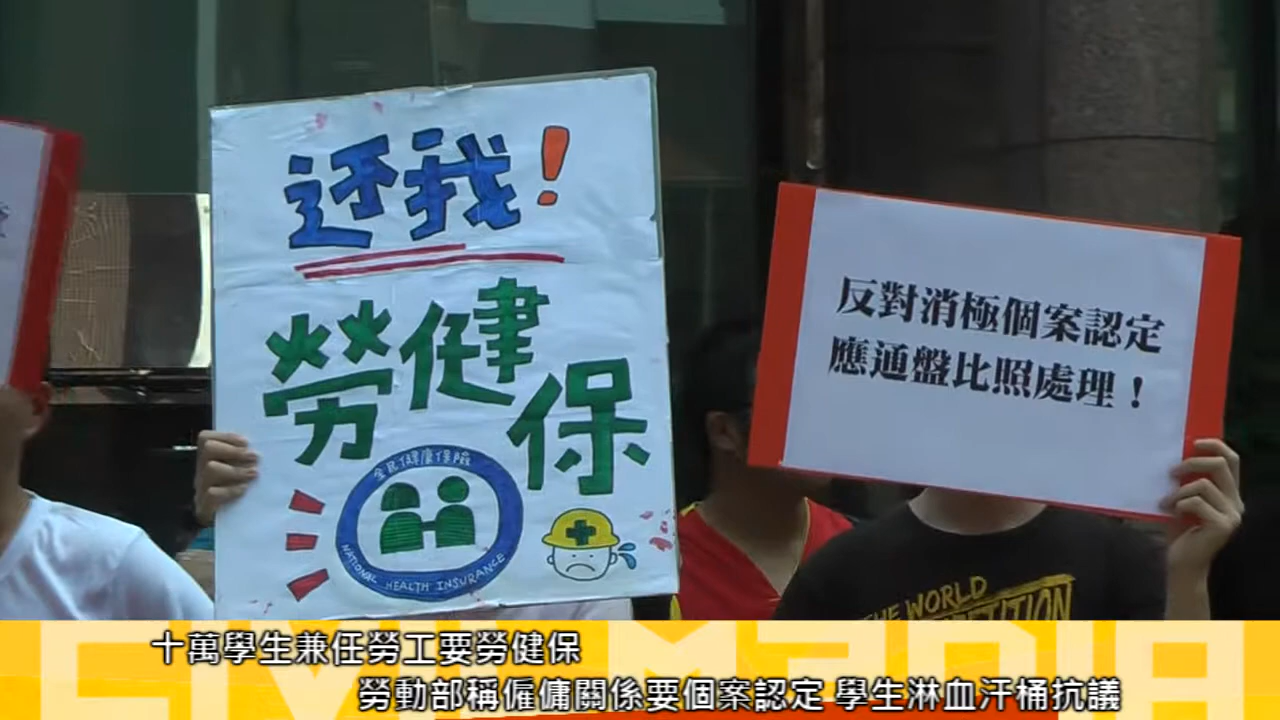 还我！
勞健保
全民健康保險
NATIONAL HEALTH INSURANCE
反對消極個案認定
應通盤比照處理！
THE WORLD
CIVILMEDIA
十萬學生兼任勞工要勞健保
勞動部稱僱傭關係要個案認定 學生淋血汗桶抗議